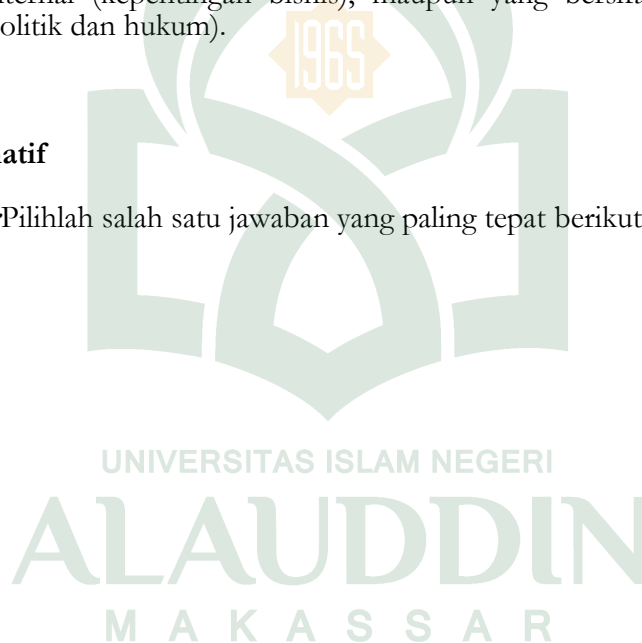 (kepentingan bisnis), maupun yang
olitik dan hukum).
1965
atif
Pilihlah salah satu jawaban yang paling tepat berikut
UNIVERSITAS ISLAM NEGERI
ALAUDDIN
MAKASSAR